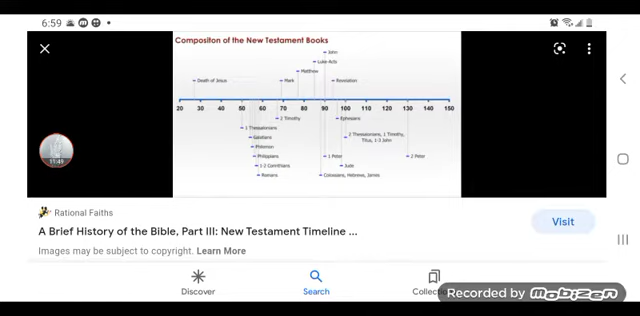 6:59
Compositon of the New Testament Books
John
Luke Acts
Matthew
Death of Jesus
Mark
Revelation
20 30 40 50 60 70 80 90 100 110 120 130 140 150
2 Timothy
Ephesians
1 Thessalonians
Galatians
2 Thessalonians, 1 Timothy,
Titus, 1-3 John
Philemon
Philippians
1 Peter
2 Peter
1-2 Corinthians
Jude
Romans
Colossians, Hebrews, James
11:49
Rational Faiths
A Brief History of the Bible, Part III: New Testament Timeline ...
Visit
Images may be subject to copyright. Learn More
Discover
Search
Collectio
Recorded by Mobizen